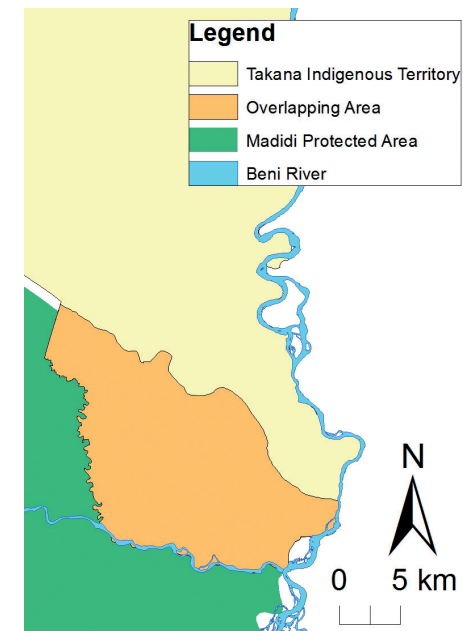 Legend
Takana Indigenous Territory
Overlapping Area
Madidi Protected Area
Beni River
N
0 5 km